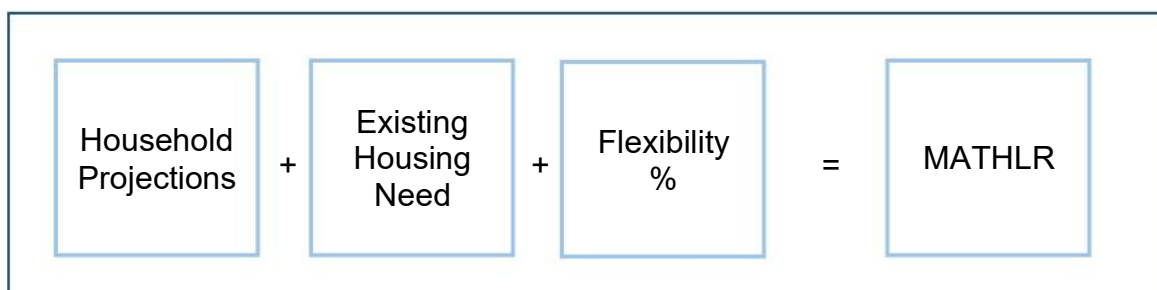 Household
Projections
+
Existing
Housing
Need
+
Flexibility
%
=
MATHLR